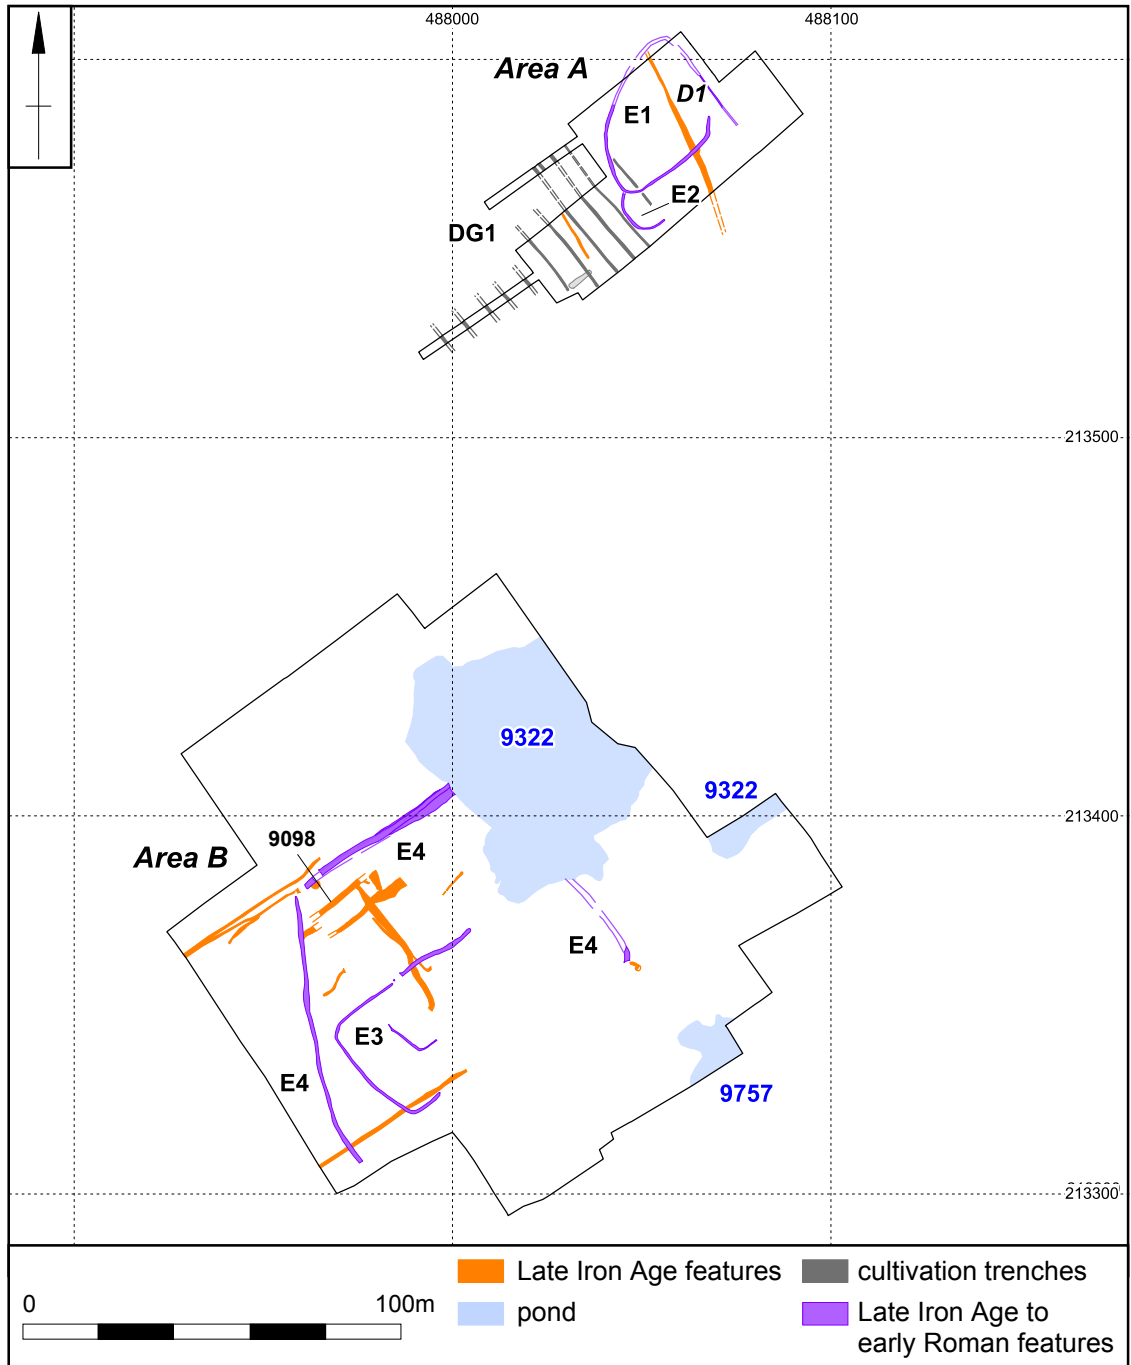 488000
488100
Area A
D1
E1
E2
DG1
213500
9322
9322
213400
9098
Area B
E4
E4
E3
E4
9757
213300
Late Iron Age features
cultivation trenches
0
100m
pond
Late Iron Age to
early Roman features